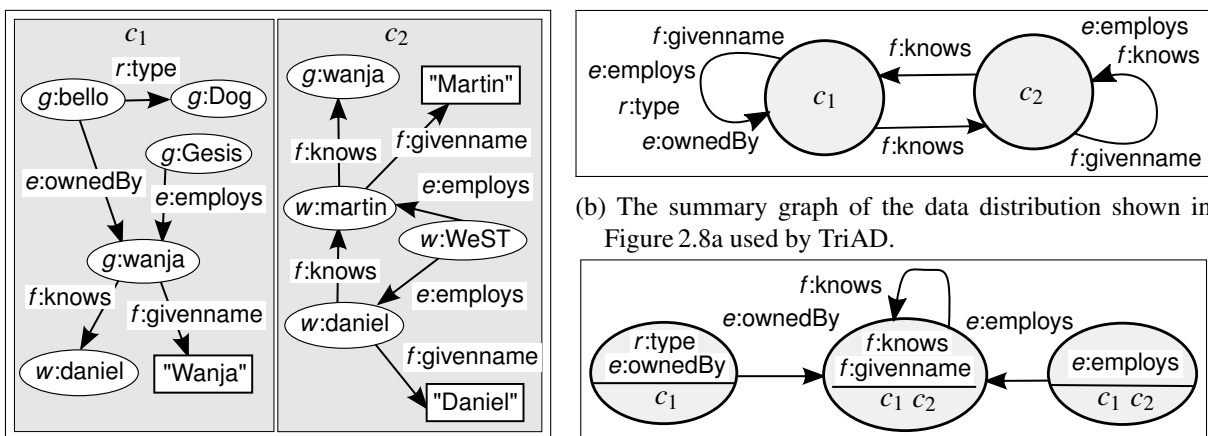 c1
r:type
g:bello
g:Dog
g:Gesis
e:ownedBy
e:employs
g:wanja
f:knows
f:givenname
w:daniel
"Wanja"
c2
g:wanja
"Martin"
f:knows
f:givenname
e:employs
w:martin
w:WeST
f:knows
e:employs
w:daniel
f:givenname
"Daniel"
f:givenname
e:employs
r:type
e:ownedBy
c1
f:knows
f:knows
c2
e:employs
f:knows
f:givenname
(b) The summary graph of the data distribution shown in
Figure 2.8a used by TriAD.
f:knows
e:ownedBy
e:employs
r:type
e:ownedBy
c1
f:knows
f:givenname
c1 c2
e:employs
c1 c2